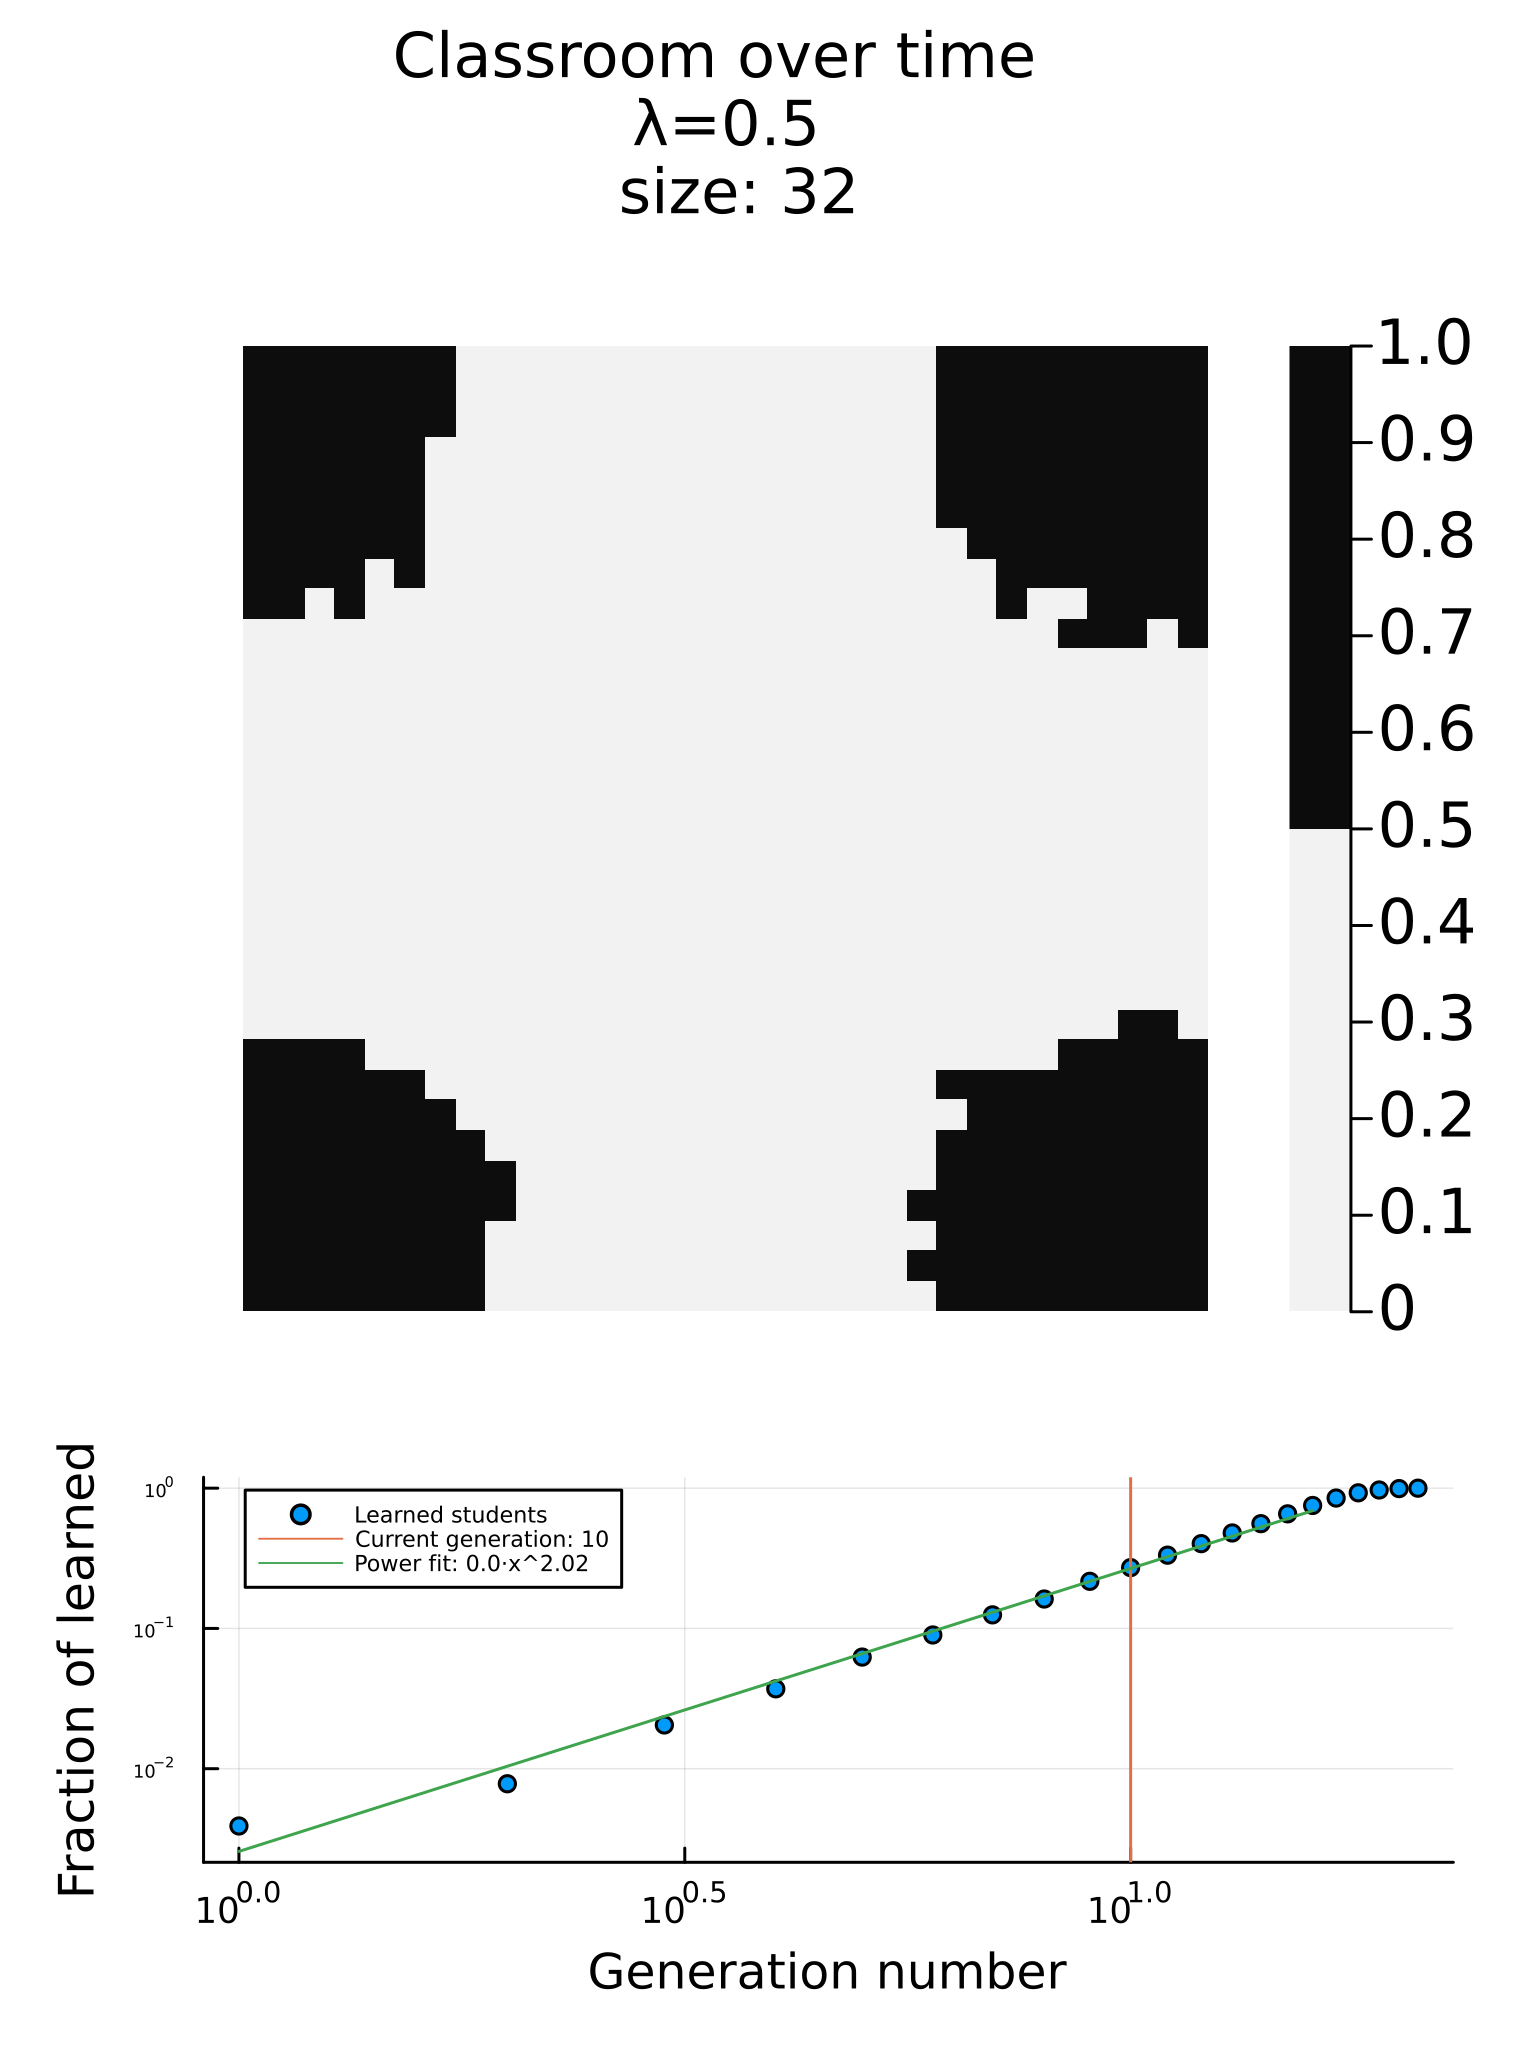 Classroom over time
λ=0.5
size: 32
1.0
0.9
0.8
0.7
0.6
0.5
0.4
0.3
0.2
0.1
0
Fraction of learned
10^0
10^−1
10^−2
Learned students
Current generation: 10
Power fit: 0.0·x^2.02
10^0.0 10^0.5 10^1.0
Generation number